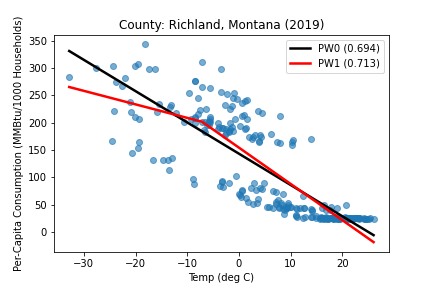 County: Richland, Montana (2019)
PW0 (0.694)
PW1 (0.713)
Per-Capita Consumption (MMBtu/1000 Households)
350
300
250
200
150
100
50
0
−30 −20 −10 0 10 20
Temp (deg C)